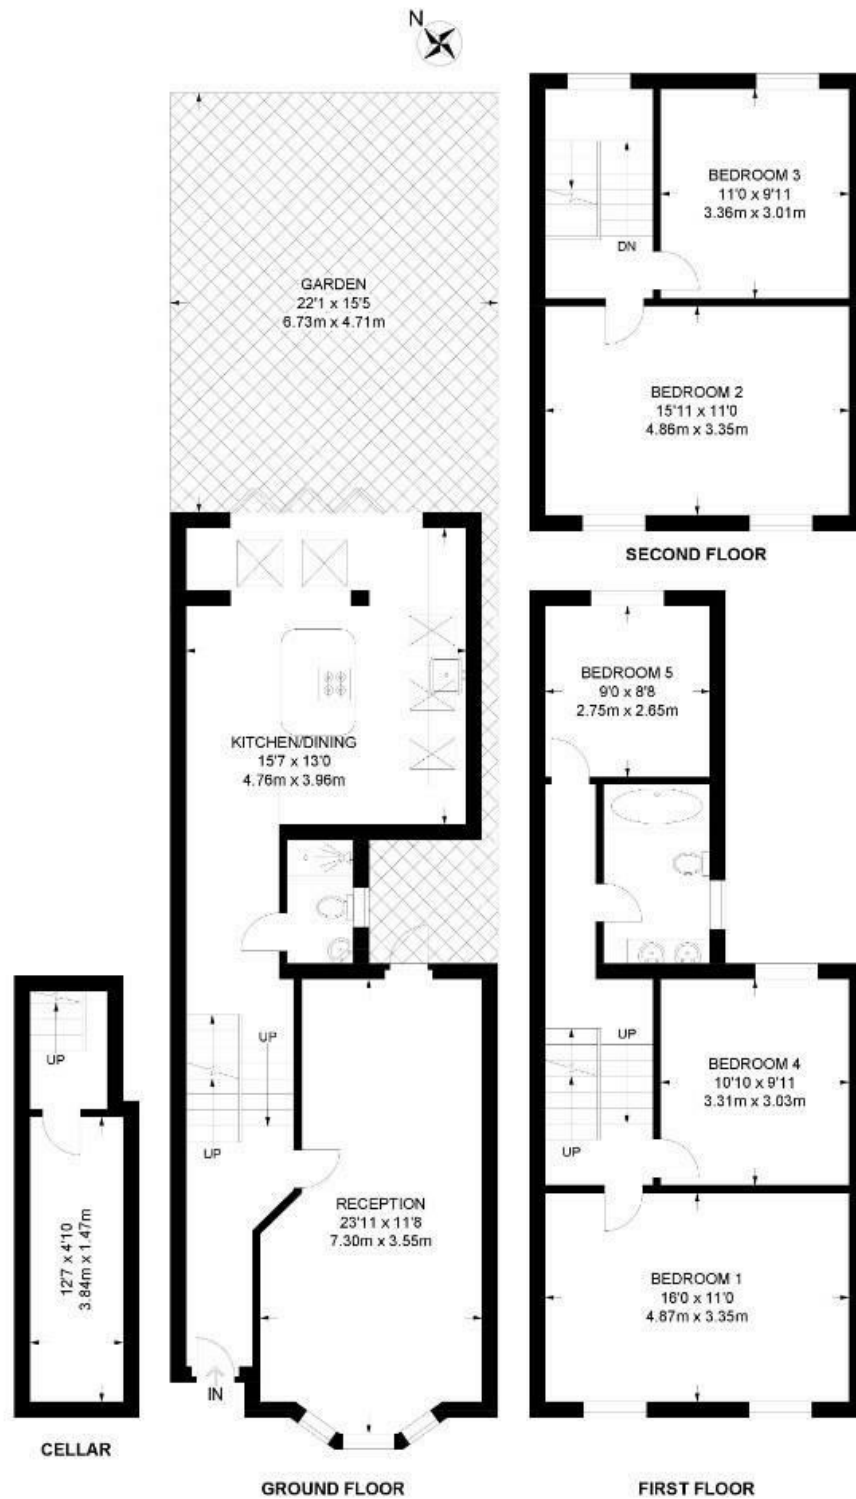 N
GARDEN
22'1 x 15'5
6.73m x 4.71m
KITCHEN/DINING
15'7 x 13'0
4.76m x 3.96m
UP
UP
RECEPTION
23'11 x 11'8
7.30m x 3.55m
IN
GROUND FLOOR
UP
12'7 x 4'10
3.84m x 1.47m
CELLAR
BEDROOM 3
11'0 x 9'11
3.36m x 3.01m
DN
BEDROOM 2
15'11 x 11'0
4.86m x 3.35m
SECOND FLOOR
BEDROOM 5
9'0 x 8'8
2.75m x 2.65m
UP
UP
BEDROOM 4
10'10 x 9'11
3.31m x 3.03m
BEDROOM 1
16'0 x 11'0
4.87m x 3.35m
FIRST FLOOR